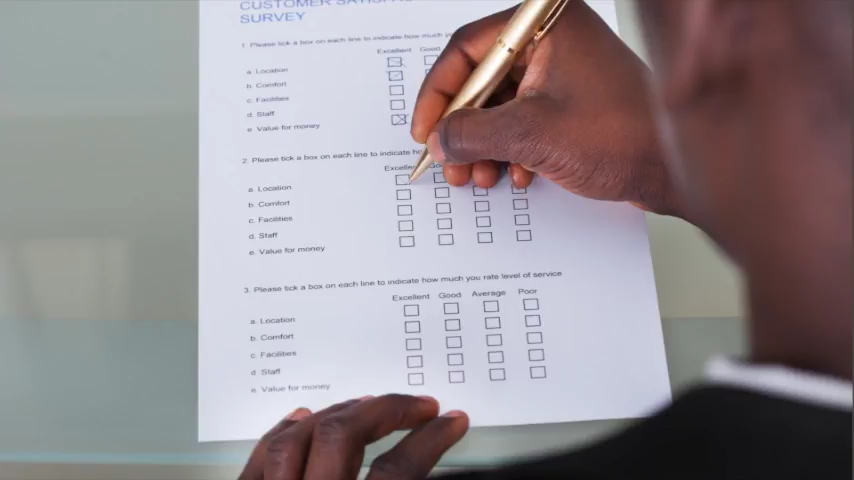 CUSTOMER
SURVEY
1. Please tick a box on each line to indicate how much
Excellent Good
a. Location
b. Comfort
c. Facilities
d. Staff
e. Value for money
2. Please tick a box on each line to indicate
a. Location
b. Comfort
c. Facilities
d. Staff
e. Value for money
3. Please tick a box on each line to indicate how much you rate level of service
Excellent Good Average Poor
a. Location
b. Comfort
c. Facilities
d. Staff
e. Value for money